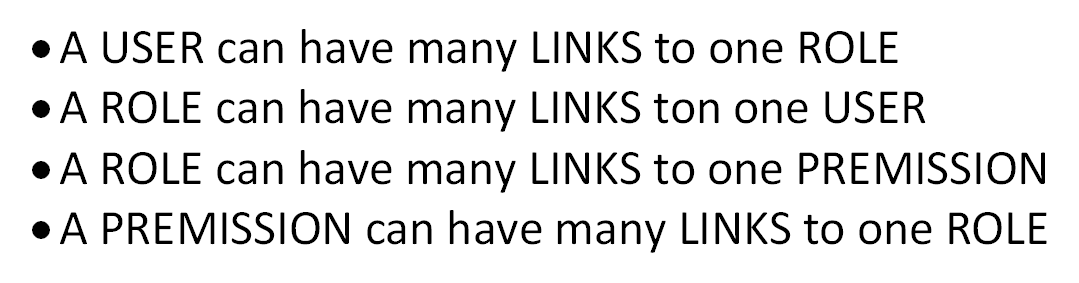 • A USER can have many LINKS to one ROLE
• A ROLE can have many LINKS ton one USER
• A ROLE can have many LINKS to one PREMISSION
• A PREMISSION can have many LINKS to one ROLE